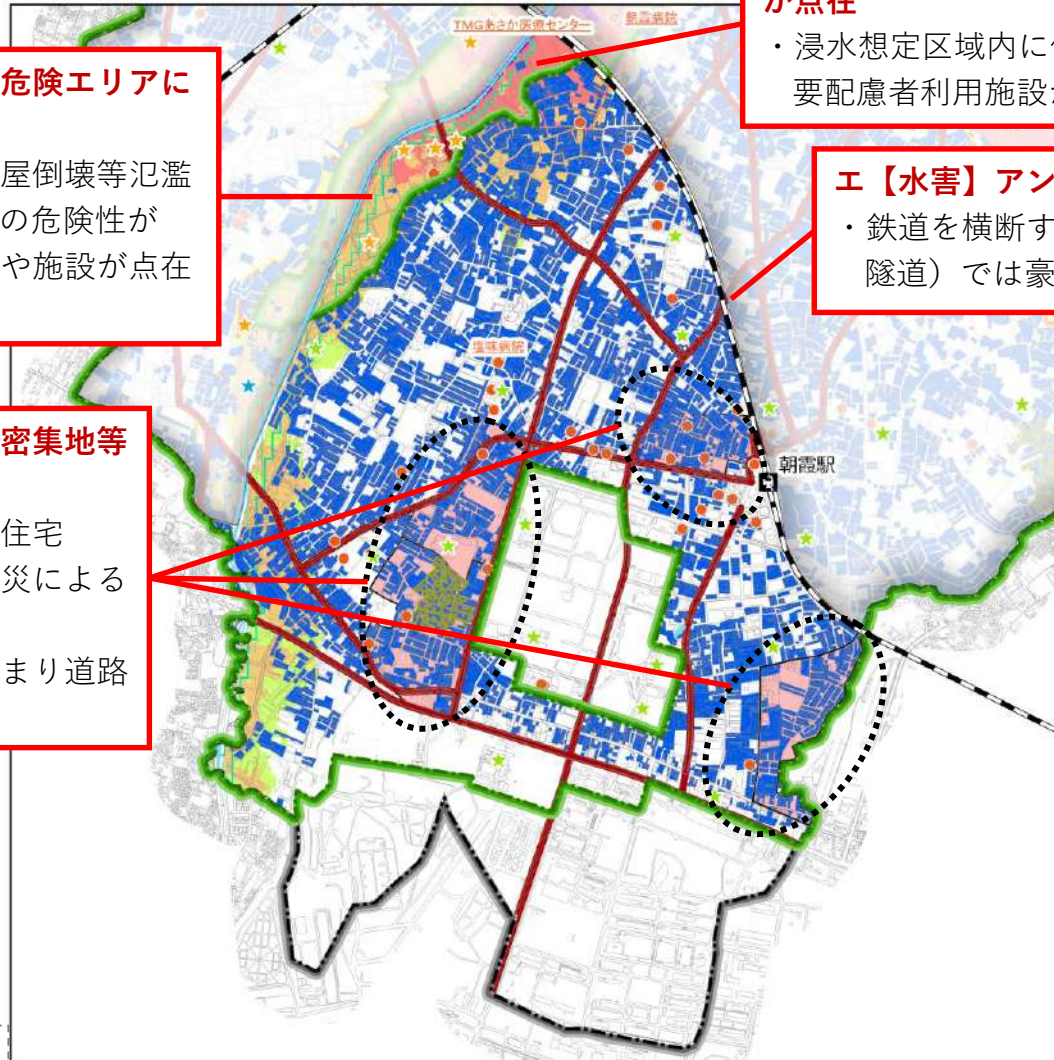 TMGあさか医療センター
朝霞病院
が点在
・浸水想定区域内に
要配慮者利用施設
危険エリアに
屋倒壊等氾濫
の危険性が
や施設が点在
エ【水害】アン
・鉄道を横断す
隧道）では豪
塩味病院
密集地等
住宅
災による
まり道路
朝霞駅